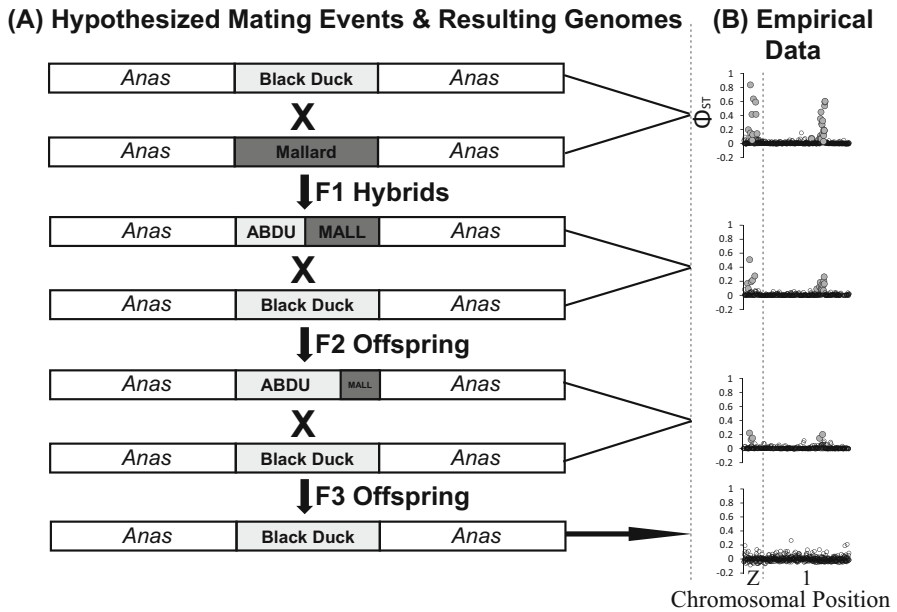 (A) Hypothesized Mating Events & Resulting Genomes
(B) Empirical
Data
Anas Black Duck Anas
X
Anas Mallard Anas
F1 Hybrids
Anas ABDU MALL Anas
X
Anas Black Duck Anas
F2 Offspring
Anas ABDU MALL Anas
X
Anas Black Duck Anas
F3 Offspring
Anas Black Duck Anas
ΦST
1
0.8
0.6
0.4
0.2
0
-0.2
1
0.8
0.6
0.4
0.2
0
-0.2
1
0.8
0.6
0.4
0.2
0
-0.2
1
0.8
0.6
0.4
0.2
0
-0.2
Z 1
Chromosomal Position